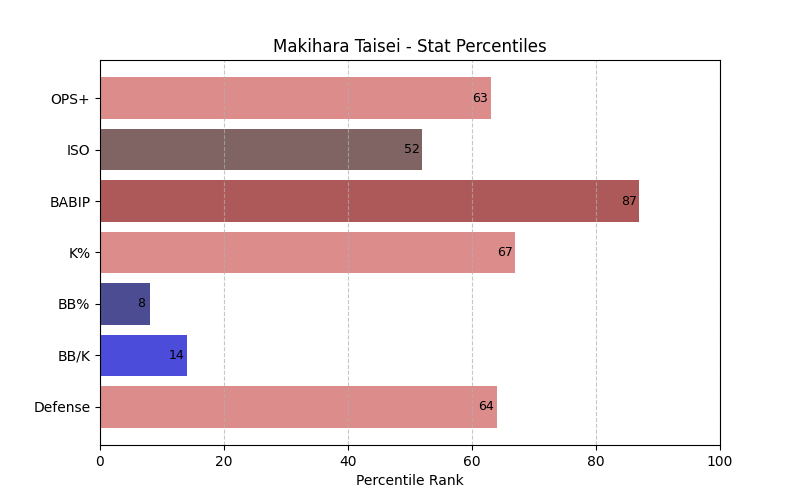 Makihara Taisei - Stat Percentiles
OPS+ 63
ISO 52
BABIP 87
K% 67
BB% 8
BB/K 14
Defense 64
0 20 40 60 80 100
Percentile Rank